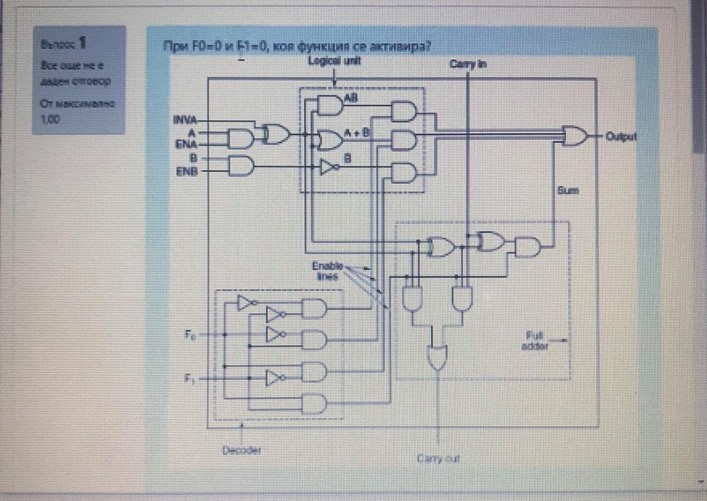 Въпрос 1
Все още не е
даден отговор
От максимално
1,00
При F0=0 и F1=0, коя функция се активира?
Logical unit
Carry in
AB
INVA
A
A + B
Output
ENA
B
B
ENB
Sum
Enable
lines
F₀
Full
adder
F₁
Decoder
Carry out